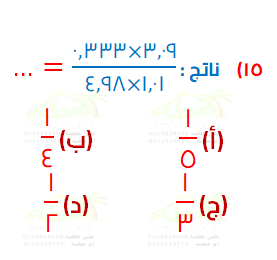 ١٥) ناتج : ٠,٣٣٣×٣,٠٩ / ٤,٩٨×١,٠١ = ...
(أ) ١/٥ (ب) ١/٤
(ج) ١/٣ (د) ١/٢